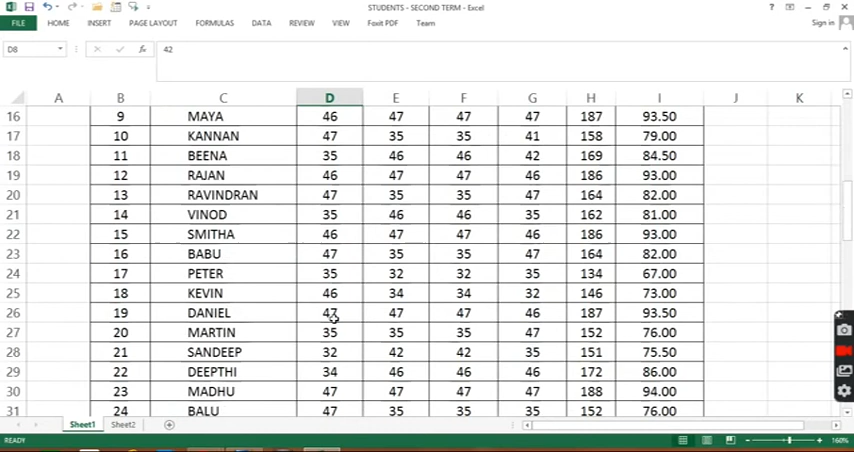 STUDENTS - SECOND TERM - Excel
? 
Sign in
FILE HOME INSERT PAGE LAYOUT FORMULAS DATA REVIEW VIEW Foxit PDF Team
D8 fx 42
A B C D E F G H I J K
16 9 MAYA 46 47 47 47 187 93.50
17 10 KANNAN 47 35 35 41 158 79.00
18 11 BEENA 35 46 46 42 169 84.50
19 12 RAJAN 46 47 47 46 186 93.00
20 13 RAVINDRAN 47 35 35 47 164 82.00
21 14 VINOD 35 46 46 35 162 81.00
22 15 SMITHA 46 47 47 46 186 93.00
23 16 BABU 47 35 35 47 164 82.00
24 17 PETER 35 32 32 35 134 67.00
25 18 KEVIN 46 34 34 32 146 73.00
26 19 DANIEL 47 47 47 46 187 93.50
27 20 MARTIN 35 35 35 47 152 76.00
28 21 SANDEEP 32 42 42 35 151 75.50
29 22 DEEPTHI 34 46 46 46 172 86.00
30 23 MADHU 47 47 47 47 188 94.00
31 24 BALU 47 35 35 35 152 76.00
Sheet1 Sheet2
READY 160%